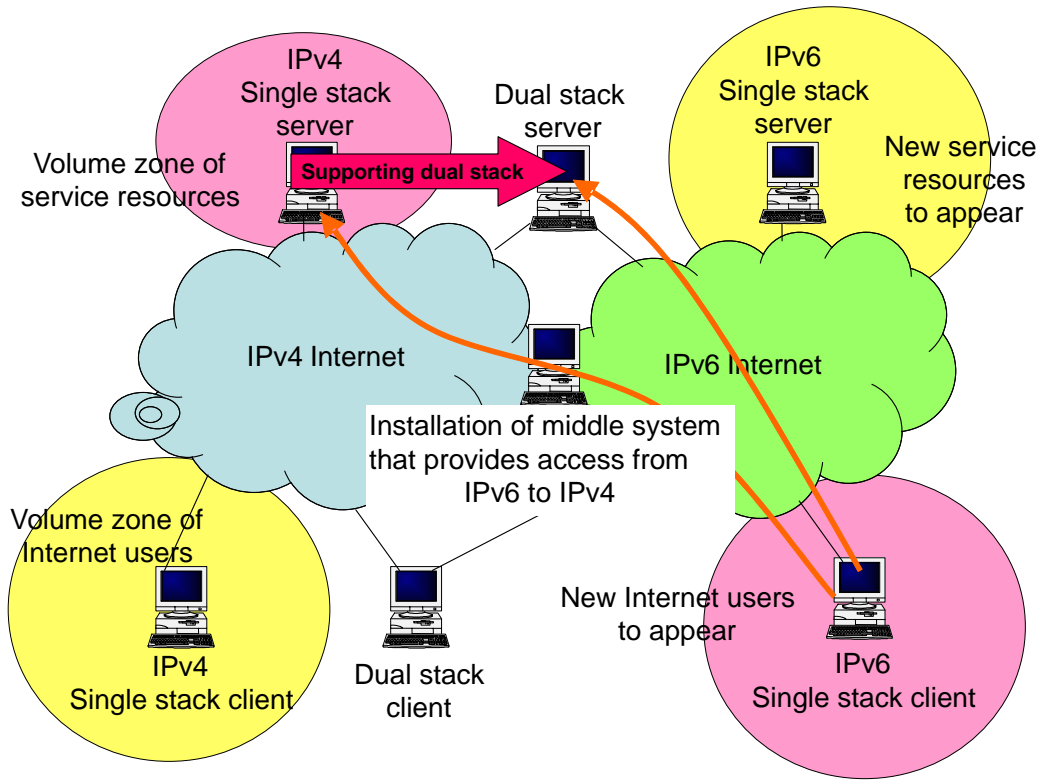 IPv4
Single stack
server
Dual stack
server
IPv6
Single stack
server
Volume zone of
service resources
Supporting dual stack
New service
resources
to appear
IPv4 Internet
IPv6 Internet
Installation of middle system
that provides access from
IPv6 to IPv4
Volume zone of
Internet users
New Internet users
to appear
IPv4
Single stack client
Dual stack
client
IPv6
Single stack client